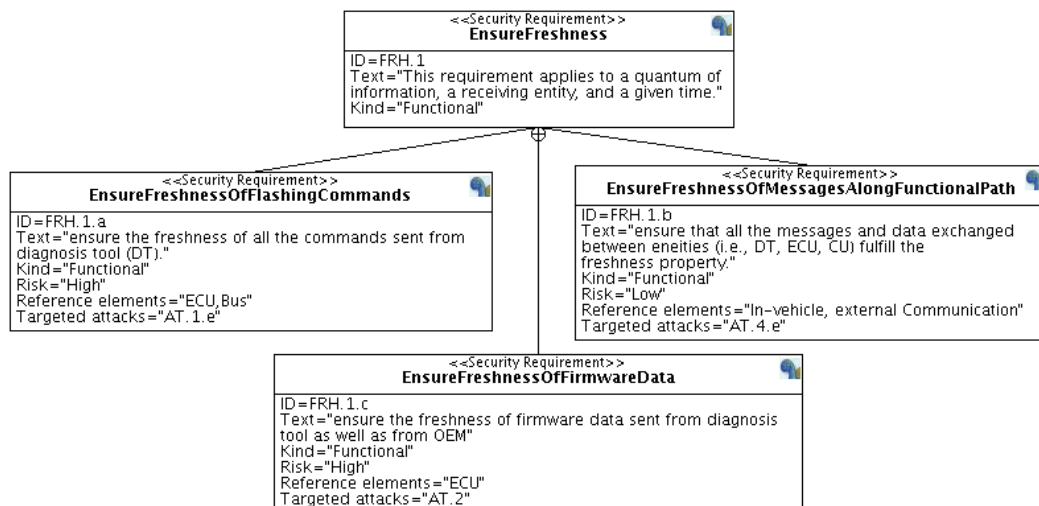 <<Security Requirement>>
EnsureFreshness
ID=FRH.1
Text="This requirement applies to a quantum of
information, a receiving entity, and a given time."
Kind="Functional"
<<Security Requirement>>
EnsureFreshnessOfFlashingCommands
ID=FRH.1.a
Text="ensure the freshness of all the commands sent from
diagnosis tool (DT)."
Kind="Functional"
Risk="High"
Reference elements="ECU,Bus"
Targeted attacks="AT.1.e"
<<Security Requirement>>
EnsureFreshnessOfMessagesAlongFunctionalPath
ID=FRH.1.b
Text="ensure that all the messages and data exchanged
between eneities (i.e., DT, ECU, CU) fulfill the
freshness property."
Kind="Functional"
Risk="Low"
Reference elements="In-vehicle, external Communication"
Targeted attacks="AT.4.e"
<<Security Requirement>>
EnsureFreshnessOfFirmwareData
ID=FRH.1.c
Text="ensure the freshness of firmware data sent from diagnosis
tool as well as from OEM"
Kind="Functional"
Risk="High"
Reference elements="ECU"
Targeted attacks="AT.2"